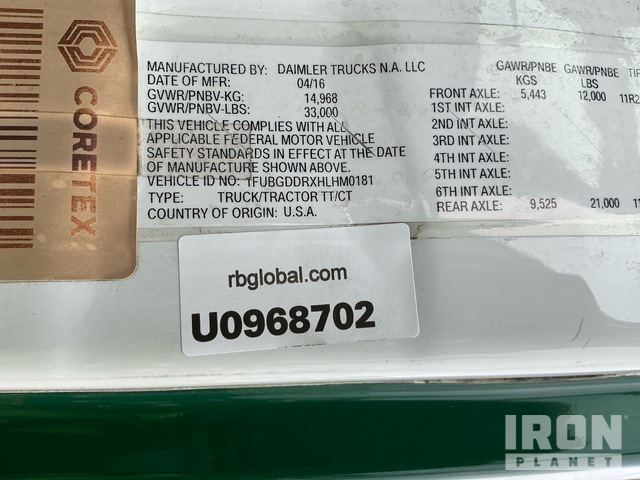 CORETEX
MANUFACTURED BY: DAIMLER TRUCKS N.A. LLC
DATE OF MFR: 04/16
GVWR/PNBV-KG: 14,968
GVWR/PNBV-LBS: 33,000
THIS VEHICLE COMPLIES WITH ALL
APPLICABLE FEDERAL MOTOR VEHICLE
SAFETY STANDARDS IN EFFECT AT THE DATE
OF MANUFACTURE SHOWN ABOVE.
VEHICLE ID NO.: 1FUBGDDRXHLHM0181
TYPE: TRUCK/TRACTOR TT/CT
COUNTRY OF ORIGIN: U.S.A.
GAWR/PNBE GAWR/PNBE
KGS LBS
FRONT AXLE: 5,443 12,000 11R2
1ST INT AXLE:
2ND INT AXLE:
3RD INT AXLE:
4TH INT AXLE:
5TH INT AXLE:
6TH INT AXLE:
REAR AXLE: 9,525 21,000
rbglobal.com
U0968702
IRON
PLANET